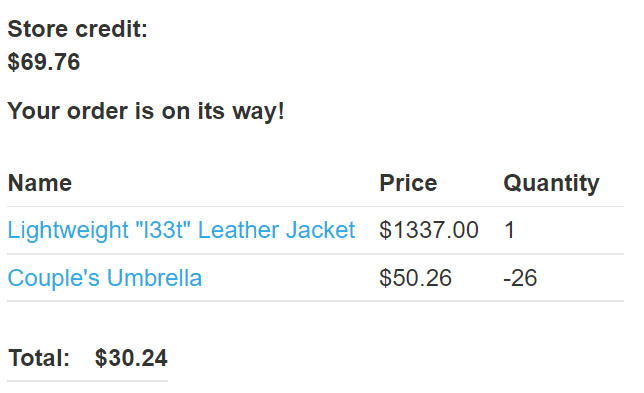 Store credit:
$69.76
Your order is on its way!
Name Price Quantity
Lightweight "l33t" Leather Jacket $1337.00 1
Couple's Umbrella $50.26 -26
Total: $30.24